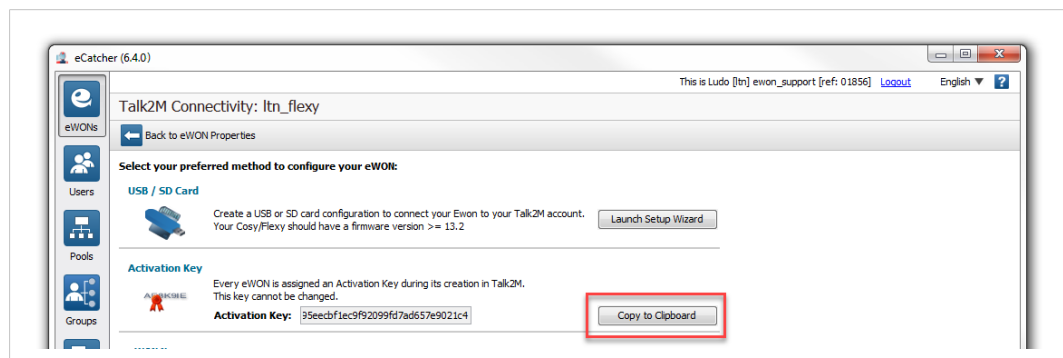 eCatcher (6.4.0)
This is Ludo [ltn] ewon_support [ref: 01856] Logout English ▼ ?
Talk2M Connectivity: ltn_flexy
eWONs
Back to eWON Properties
Select your preferred method to configure your eWON:
Users
USB / SD Card
Create a USB or SD card configuration to connect your Ewon to your Talk2M account.
Your Cosy/Flexy should have a firmware version >= 13.2
Launch Setup Wizard
Pools
Activation Key
Every eWON is assigned an Activation Key during its creation in Talk2M.
This key cannot be changed.
Activation Key: 95eecbf1ec9f92099fd7ad657e9021c4
Copy to Clipboard
Groups